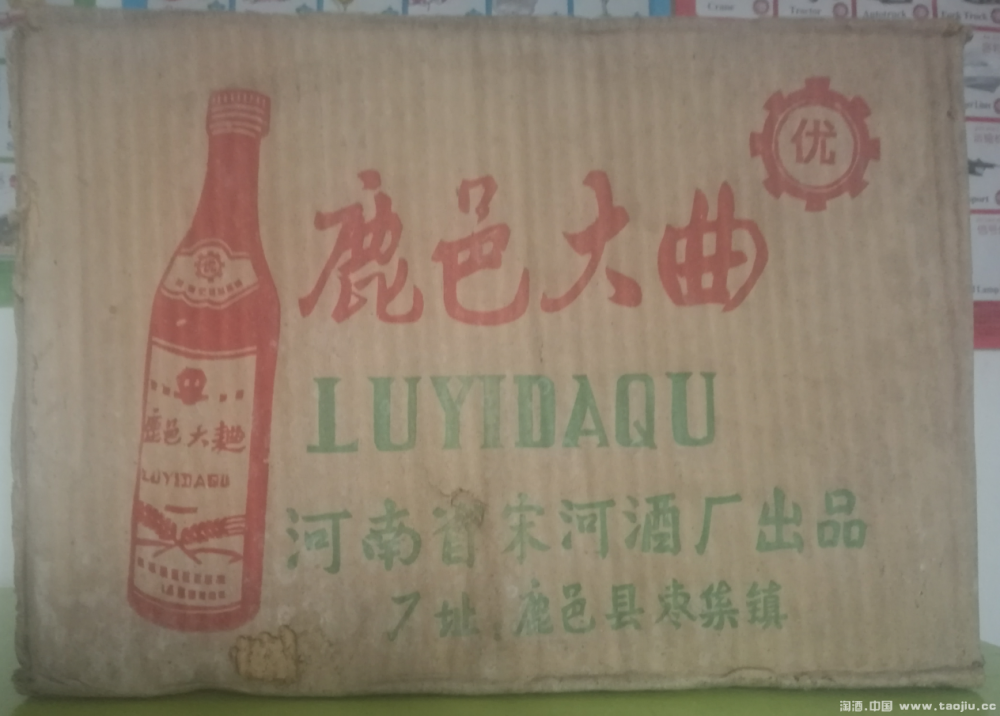 优
鹿邑大曲
LUYIDAQU
河南省宋河酒厂出品
厂址 鹿邑县枣集镇
鹿邑大麯
LUYIDAQU
淘酒.中国 www.taojiu.cc